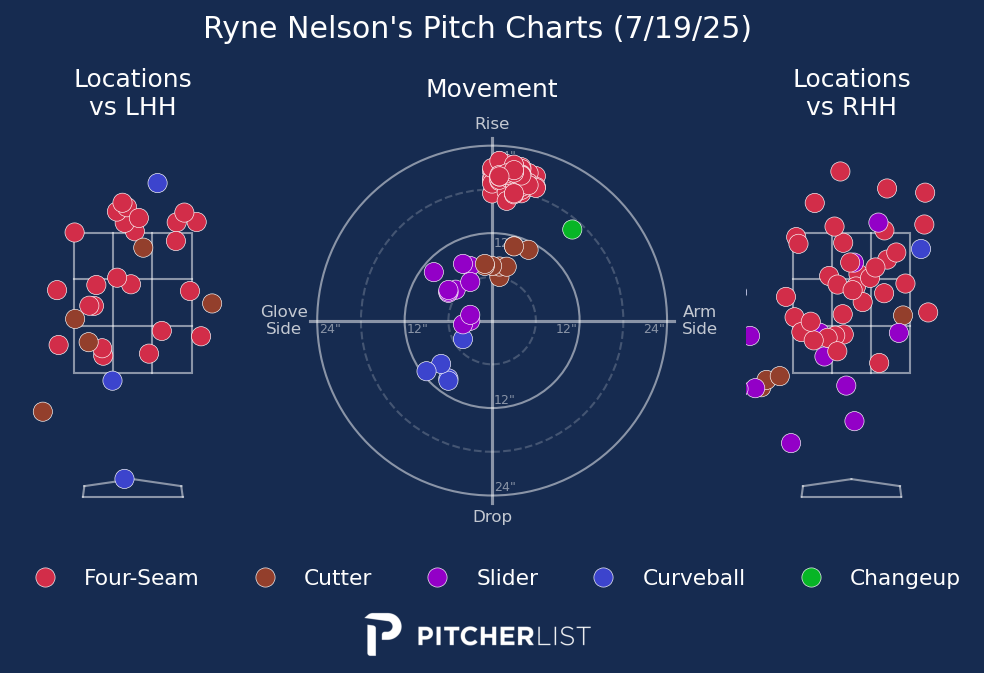 Ryne Nelson's Pitch Charts (7/19/25)
Locations
vs LHH
Movement
Locations
vs RHH
Rise
12"
Glove
Side
24"
12"
12"
24"
Arm
Side
12"
24"
Drop
Four-Seam
Cutter
Slider
Curveball
Changeup
PITCHERLIST